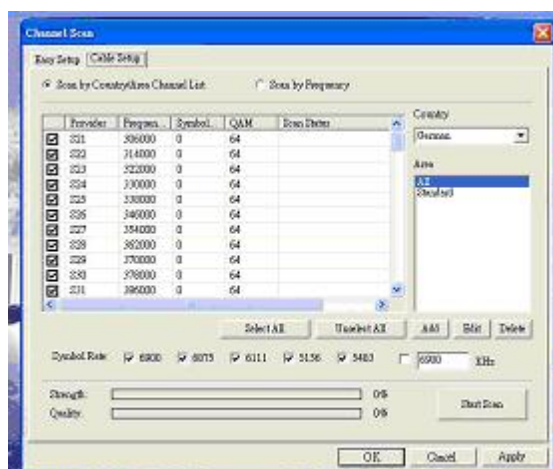 Channel Scan
Easy Setup Cable Setup
Scan by Country/Area Channel List Scan by Frequency
Provider Frequen... Symbol... QAM Scan Status
S21 306000 0 64
S22 314000 0 64
S23 322000 0 64
S24 330000 0 64
S25 338000 0 64
S26 346000 0 64
S27 354000 0 64
S28 362000 0 64
S29 370000 0 64
S30 378000 0 64
S31 386000 0 64
Country
German
Area
All
Standard
Select All Unselect All Add Edit Delete
Symbol Rate 6900 6875 6111 5156 5483 6900 KHz
Strength: 0%
Quality: 0%
Start Scan
OK Cancel Apply